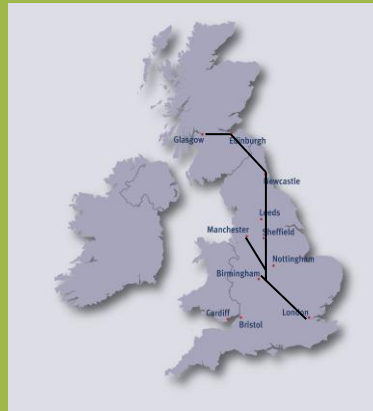 Glasgow
Edinburgh
Newcastle
Leeds
Manchester
Sheffield
Nottingham
Birmingham
Cardiff
Bristol
London